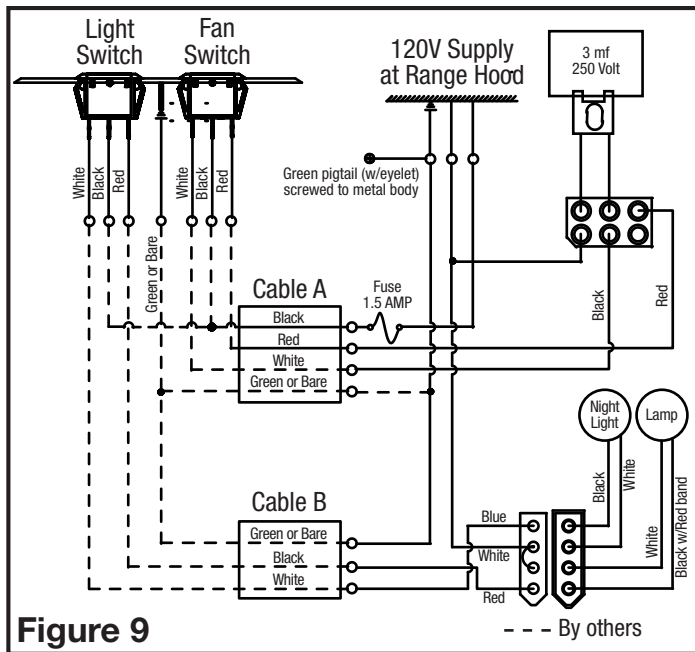 Light
Switch
Fan
Switch
120V Supply
at Range Hood
3 mf
250 Volt
Green pigtail (w/eyelet)
screwed to metal body
White
Black
Red
Green or Bare
White
Black
Red
Cable A
Black
Red
White
Green or Bare
Fuse
1.5 AMP
Black
Red
Night
Light
Lamp
Black
White
White
Black w/Red band
Cable B
Green or Bare
Black
White
Blue
White
Red
Figure 9
By others